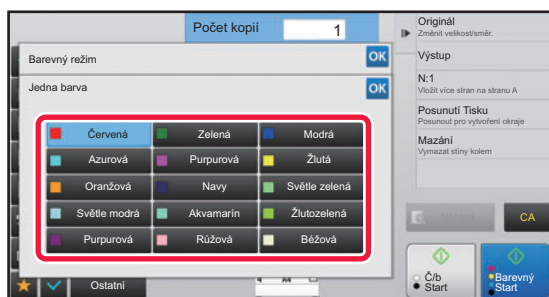 Počet kopií 1
Barevný režim OK
Jedna barva OK
Červená Zelená Modrá
Azurová Purpurová Žlutá
Oranžová Navy Světle zelená
Světle modrá Akvamarín Žlutozelená
Purpurová Růžová Béžová
Ostatní
Originál
Změnit velikost/směr.
Výstup
N:1
Vložit více stran na stranu A
Posunutí Tisku
Posunout pro vytvoření okraje
Mazání
Vymazat stíny kolem
CA
Č/b
Start
Barevný
Start